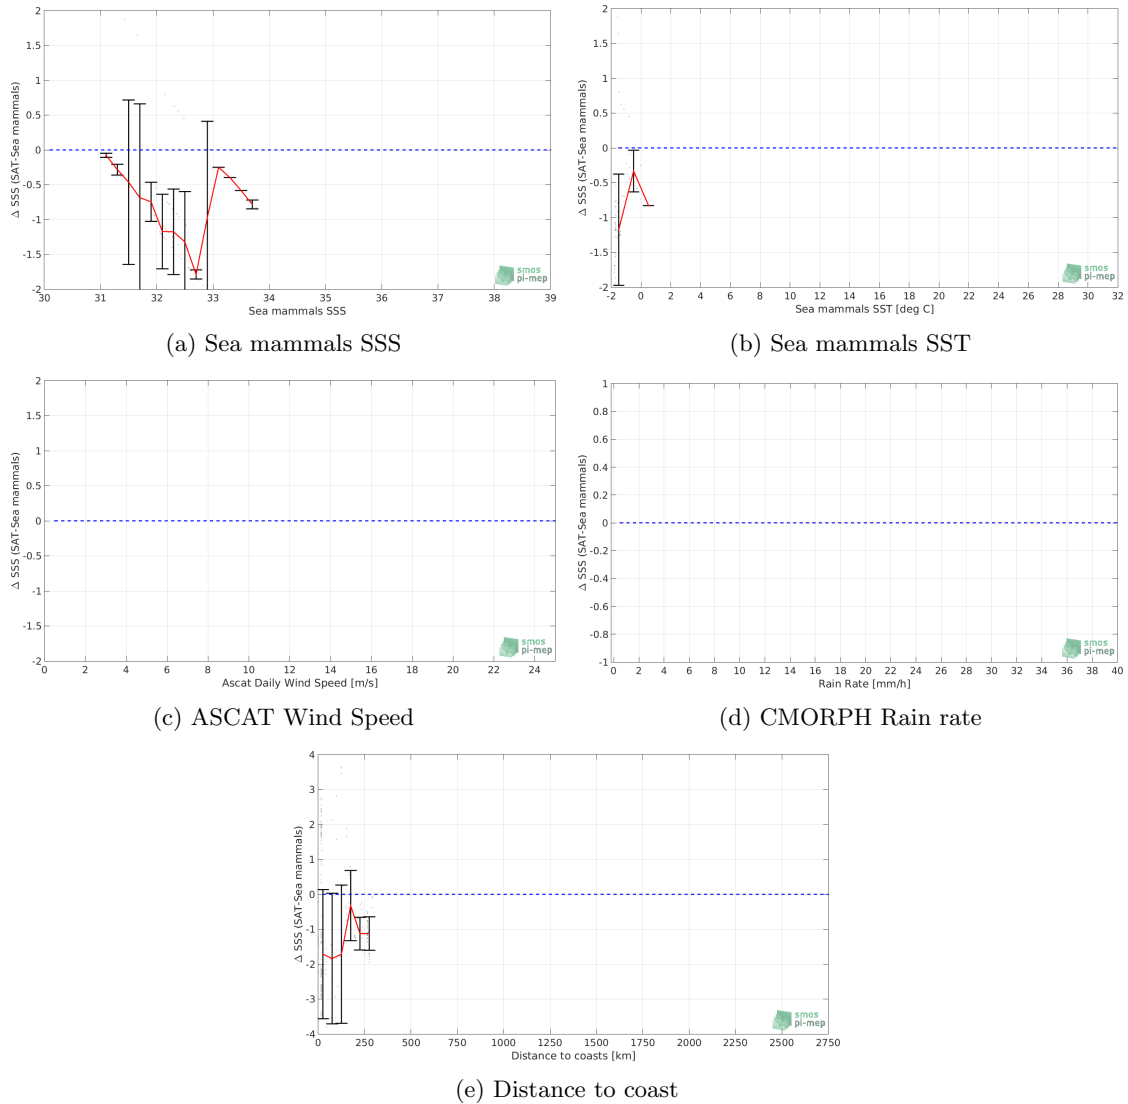 2
1.5
1
0.5
0
-0.5
-1
-1.5
-2
Δ SSS (SAT-Sea mammals)
30 31 32 33 34 35 36 37 38 39
Sea mammals SSS
smos
pi-mep
(a) Sea mammals SSS
2
1.5
1
0.5
0
-0.5
-1
-1.5
-2
Δ SSS (SAT-Sea mammals)
-2 0 2 4 6 8 10 12 14 16 18 20 22 24 26 28 30 32
Sea mammals SST [deg C]
smos
pi-mep
(b) Sea mammals SST
2
1.5
1
0.5
0
-0.5
-1
-1.5
-2
Δ SSS (SAT-Sea mammals)
0 2 4 6 8 10 12 14 16 18 20 22 24
Ascat Daily Wind Speed [m/s]
smos
pi-mep
(c) ASCAT Wind Speed
1
0.8
0.6
0.4
0.2
0
-0.2
-0.4
-0.6
-0.8
-1
Δ SSS (SAT-Sea mammals)
0 2 4 6 8 10 12 14 16 18 20 22 24 26 28 30 32 34 36 38 40
Rain Rate [mm/h]
smos
pi-mep
(d) CMORPH Rain rate
4
3
2
1
0
-1
-2
-3
-4
Δ SSS (SAT-Sea mammals)
0 250 500 750 1000 1250 1500 1750 2000 2250 2500 2750
Distance to coasts [km]
smos
pi-mep
(e) Distance to coast